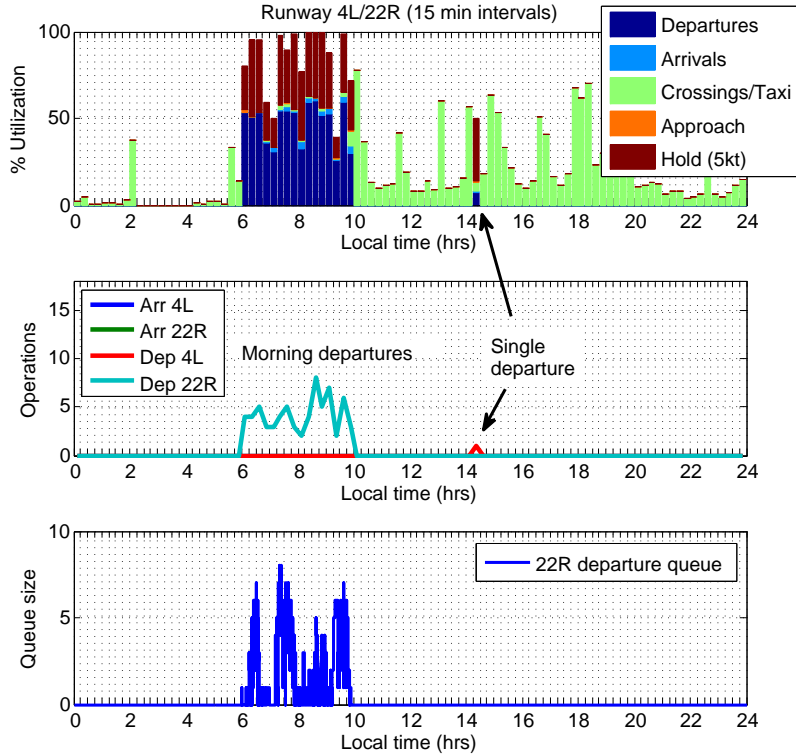 Runway 4L/22R (15 min intervals)
100
50
0
% Utilization
Departures
Arrivals
Crossings/Taxi
Approach
Hold (5kt)
0 2 4 6 8 10 12 14 16 18 20 22 24
Local time (hrs)
15
10
5
0
Operations
Arr 4L
Arr 22R
Dep 4L
Dep 22R
Morning departures
Single
departure
0 2 4 6 8 10 12 14 16 18 20 22 24
Local time (hrs)
10
5
0
Queue size
22R departure queue
0 2 4 6 8 10 12 14 16 18 20 22 24
Local time (hrs)